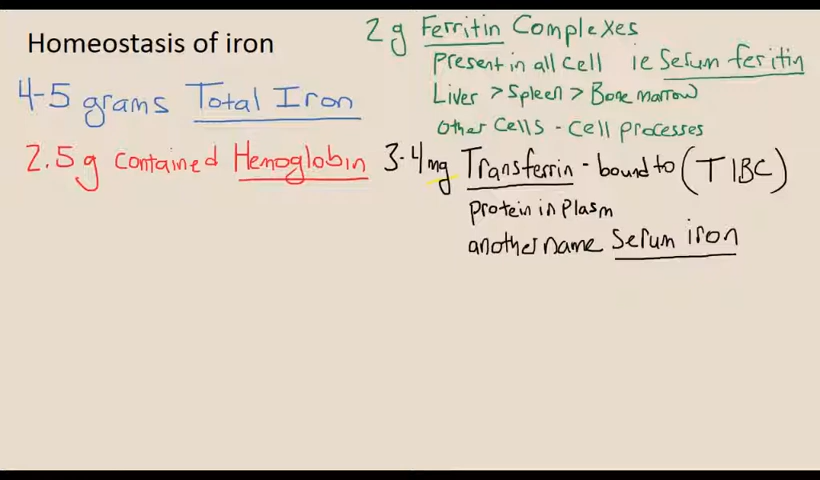 Homeostasis of iron
4-5 grams Total Iron
2.5 g contained Hemoglobin
2 g Ferritin Complexes
Present in all cell ie Serum feritin
Liver > Spleen > Bone marrow
Other Cells - Cell processes
3-4 mg Transferrin - bound to (TIBC)
protein in Plasm
another name Serum iron